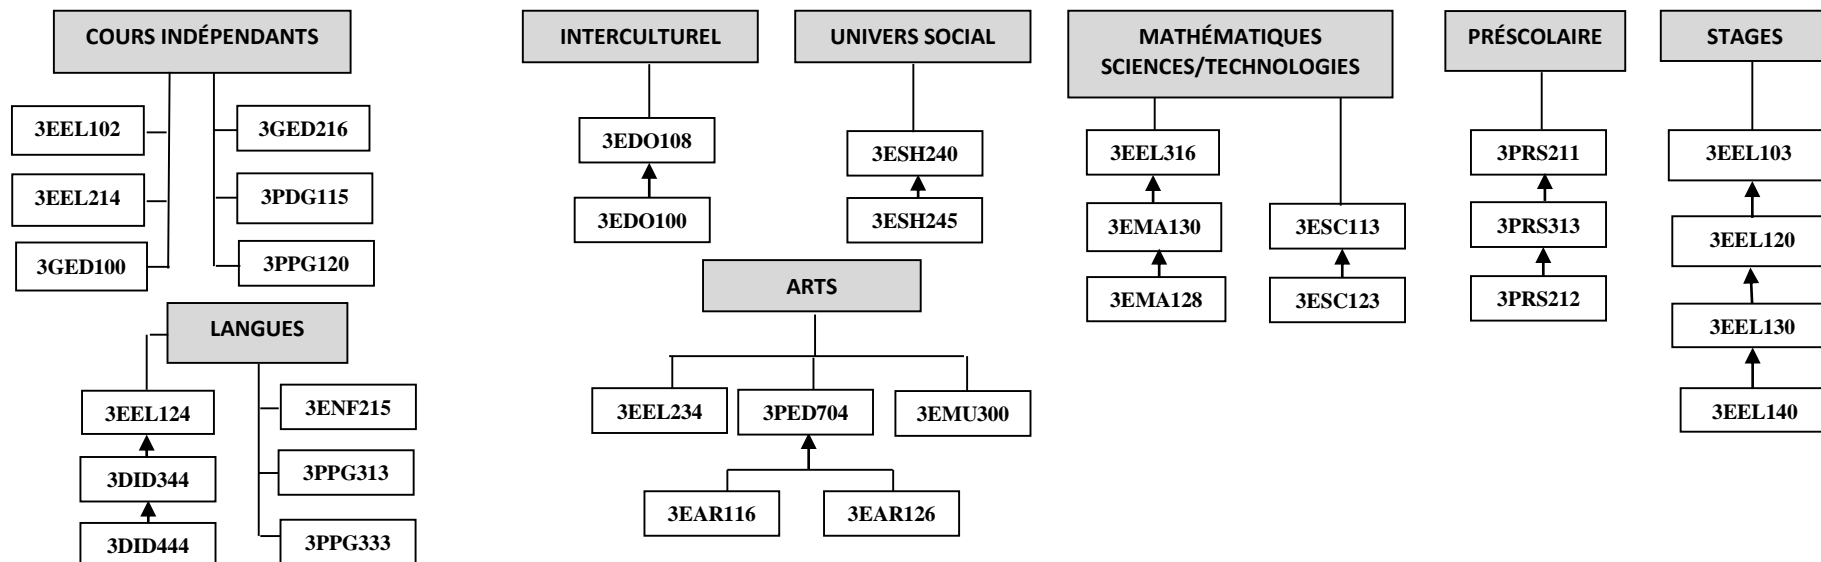 COURS INDÉPENDANTS
3EEL102
3GED216
3EEL214
3PDG115
3GED100
3PPG120
LANGUES
3EEL124
3ENF215
3DID344
3PPG313
3DID444
3PPG333
INTERCULTUREL
3EDO108
3EDO100
UNIVERS SOCIAL
3ESH240
3ESH245
ARTS
3EEL234
3PED704
3EMU300
3EAR116
3EAR126
MATHÉMATIQUES
SCIENCES/TECHNOLOGIES
3EEL316
3EMA130
3ESC113
3EMA128
3ESC123
PRÉSCOLAIRE
3PRS211
3PRS313
3PRS212
STAGES
3EEL103
3EEL120
3EEL130
3EEL140